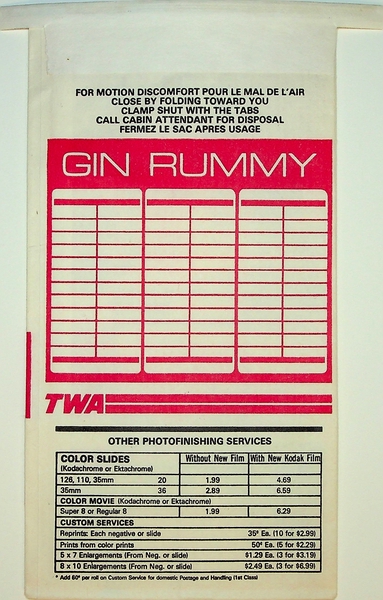 FOR MOTION DISCOMFORT POUR LE MAL DE L'AIR
CLOSE BY FOLDING TOWARD YOU
CLAMP SHUT WITH THE TABS
CALL CABIN ATTENDANT FOR DISPOSAL
FERMEZ LE SAC APRES USAGE
GIN RUMMY
TWA
OTHER PHOTOFINISHING SERVICES
COLOR SLIDES Without New Film With New Kodak Film
(Kodachrome or Ektachrome)
126, 110, 35mm 20 1.99 4.69
35mm 36 2.89 6.59
COLOR MOVIE (Kodachrome or Ektachrome)
Super 8 or Regular 8 1.99 6.29
CUSTOM SERVICES
Reprints: Each negative or slide 35¢ Ea. (10 for $2.99)
Prints from color prints 50¢ Ea. (5 for $2.29)
5 x 7 Enlargements (From Neg. or slide) $1.29 Ea. (3 for $3.19)
8 x 10 Enlargements (From Neg. or slide) $2.49 Ea. (3 for $6.99)
* Add 60¢ per roll on Custom Service for domestic Postage and Handling (1st Class)